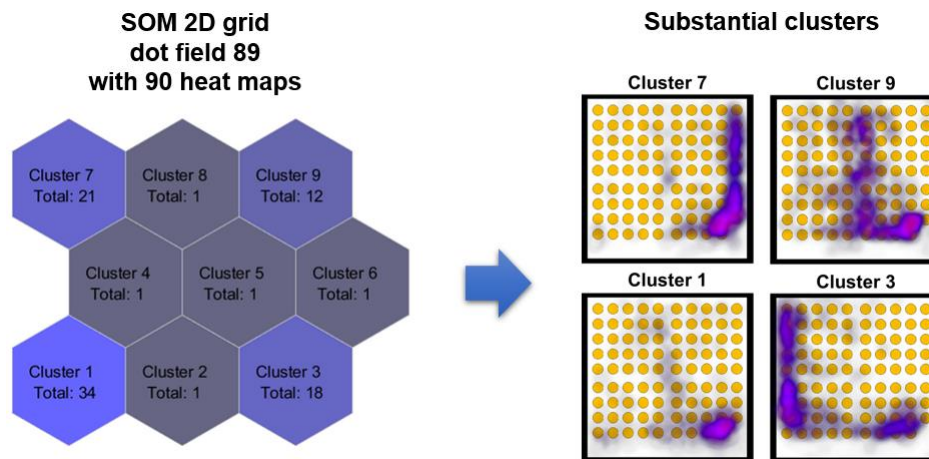 SOM 2D grid
dot field 89
with 90 heat maps
Cluster 7
Total: 21
Cluster 8
Total: 1
Cluster 9
Total: 12
Cluster 4
Total: 1
Cluster 5
Total: 1
Cluster 6
Total: 1
Cluster 1
Total: 34
Cluster 2
Total: 1
Cluster 3
Total: 18
Substantial clusters
Cluster 7
Cluster 9
Cluster 1
Cluster 3